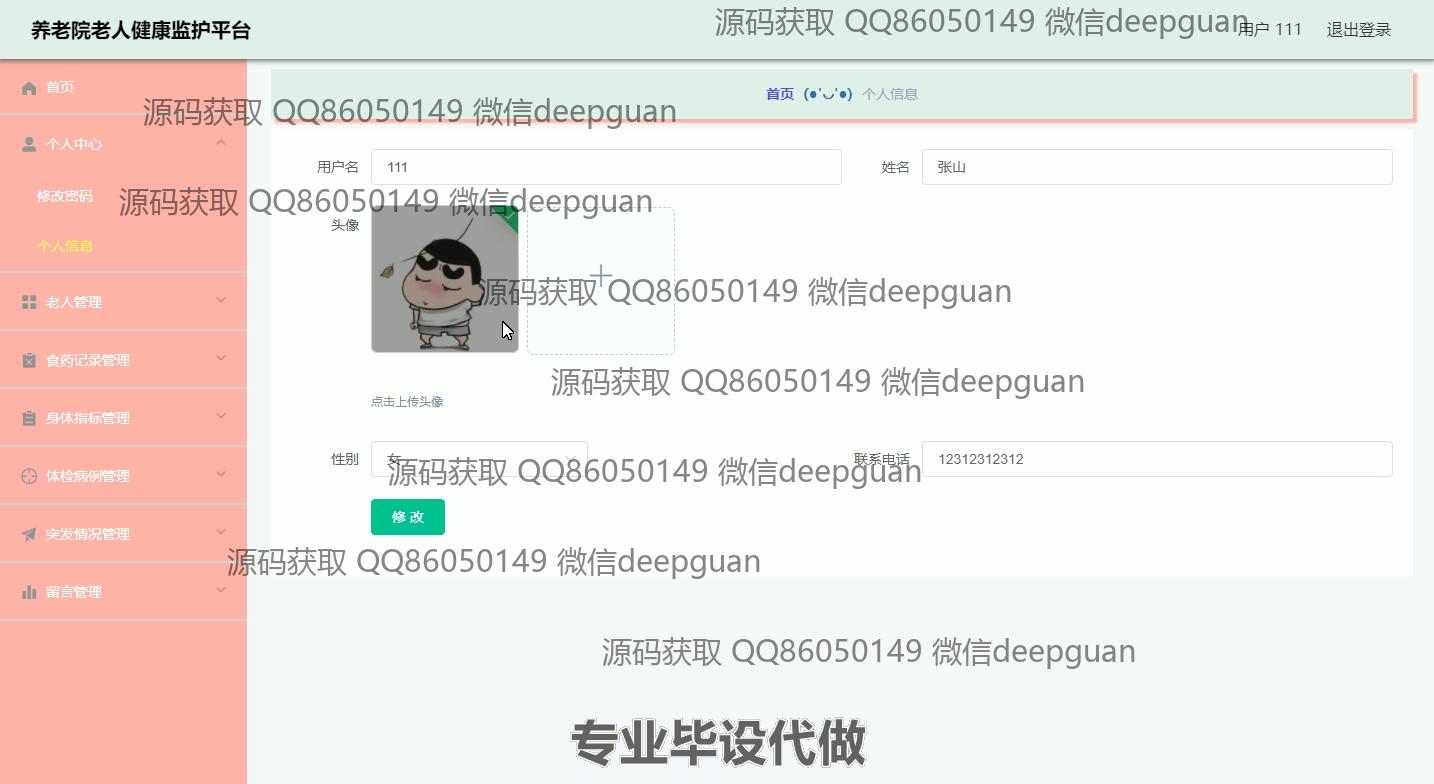 养老院老人健康监护平台
源码获取 QQ86050149 微信deepguan
用户 111
退出登录
首页
首页 (●'◡'●) 个人信息
源码获取 QQ86050149 微信deepguan
个人中心
用户名
111
姓名
张山
修改密码
源码获取 QQ86050149 微信deepguan
头像
个人信息
老人管理
源码获取 QQ86050149 微信deepguan
食药记录管理
源码获取 QQ86050149 微信deepguan
点击上传头像
身体指标管理
性别
女
联系电话
12312312312
源码获取 QQ86050149 微信deepguan
体检病例管理
修 改
突发情况管理
源码获取 QQ86050149 微信deepguan
留言管理
源码获取 QQ86050149 微信deepguan
专业毕设代做